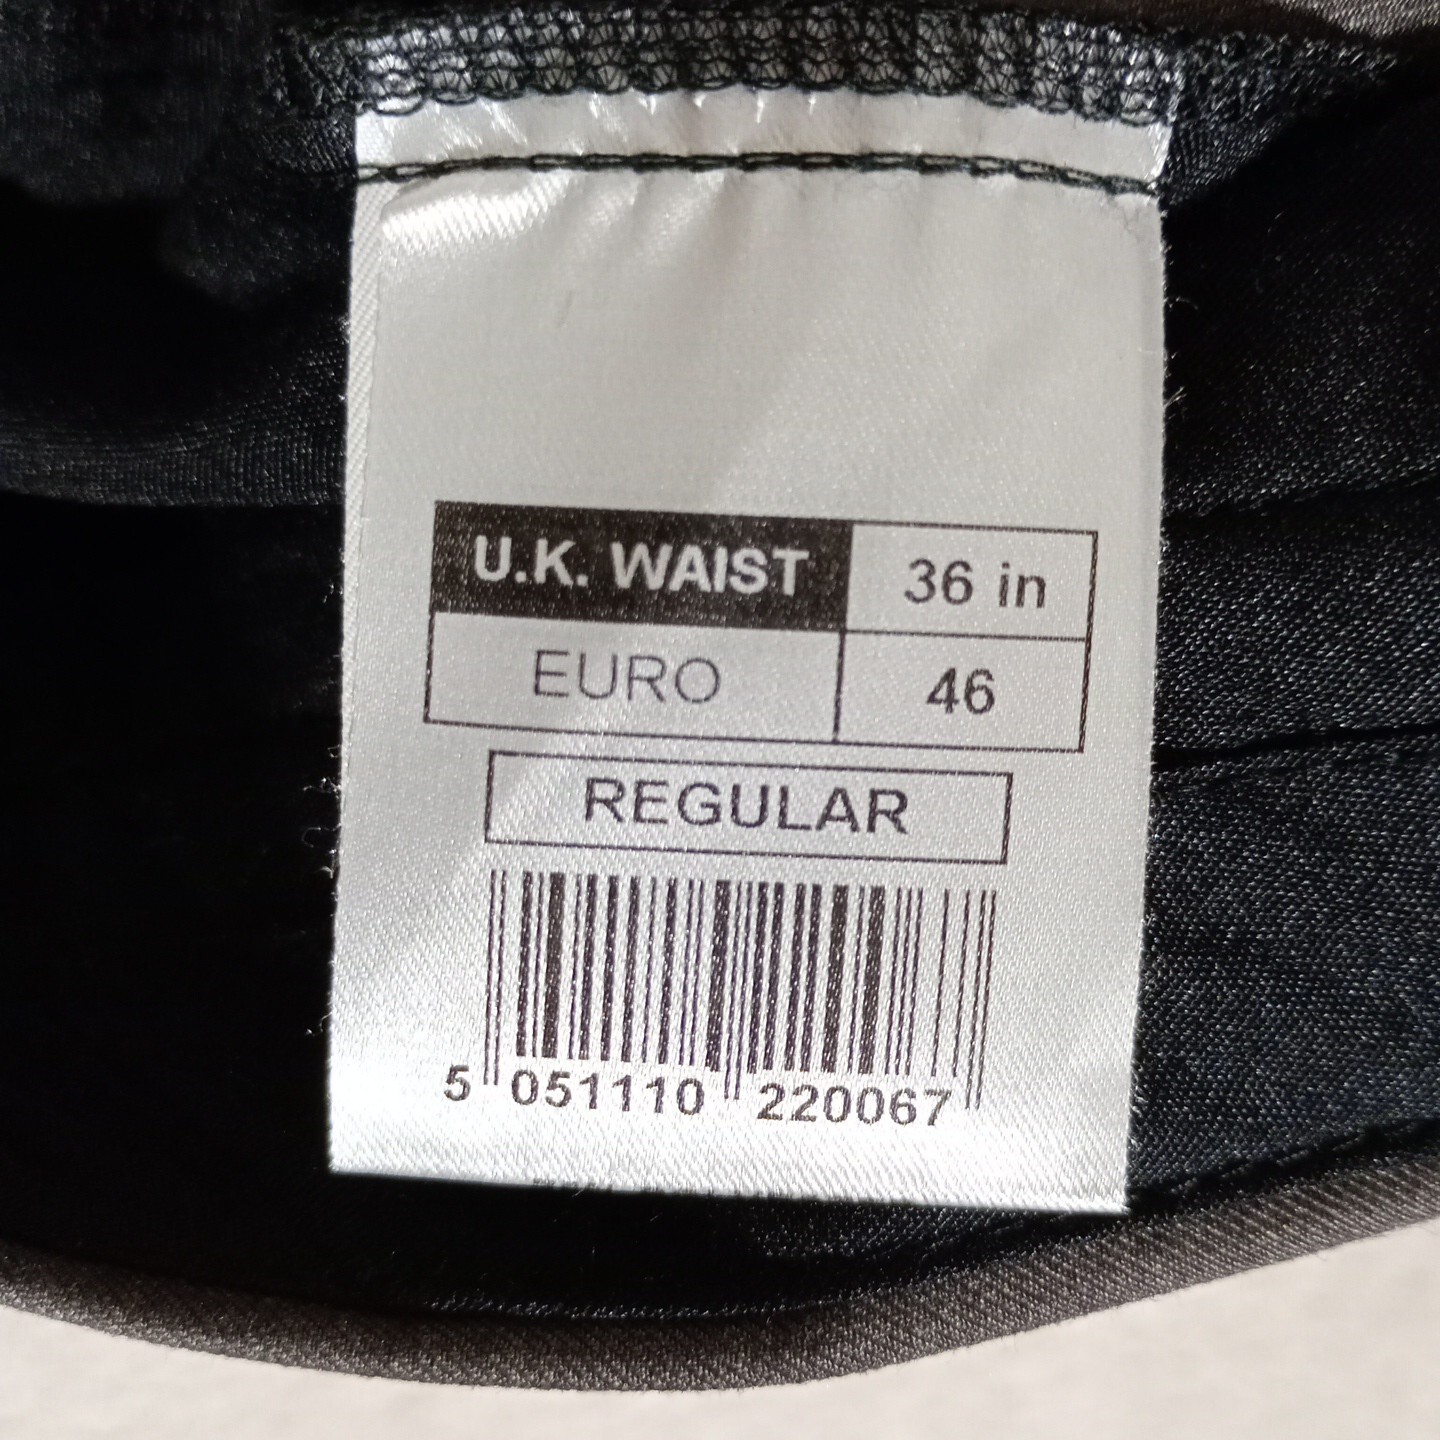 U.K. WAIST 36 in
EURO 46
REGULAR
5 051110 220067